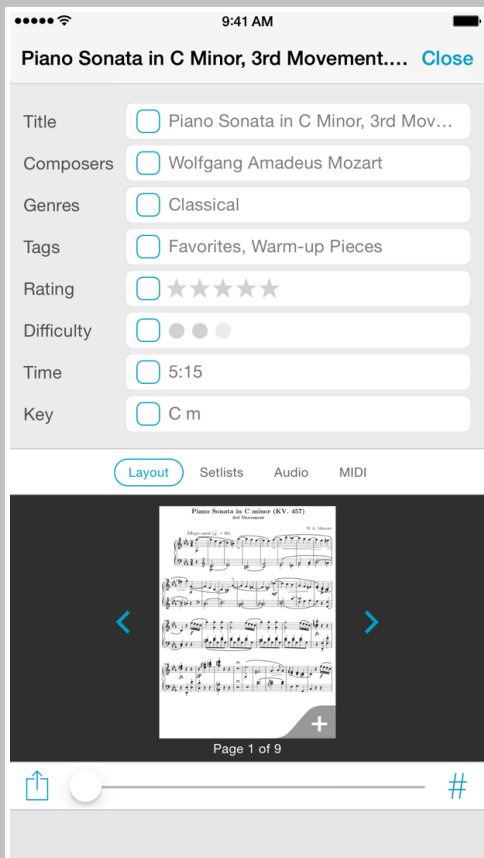 9:41 AM
Piano Sonata in C Minor, 3rd Movement.... Close
Title Piano Sonata in C Minor, 3rd Mov...
Composers Wolfgang Amadeus Mozart
Genres Classical
Tags Favorites, Warm-up Pieces
Rating
Difficulty
Time 5:15
Key C m
Layout Setlists Audio MIDI
Piano Sonata in C minor (KV. 457)
3rd Movement
W. A. Mozart
Page 1 of 9
#